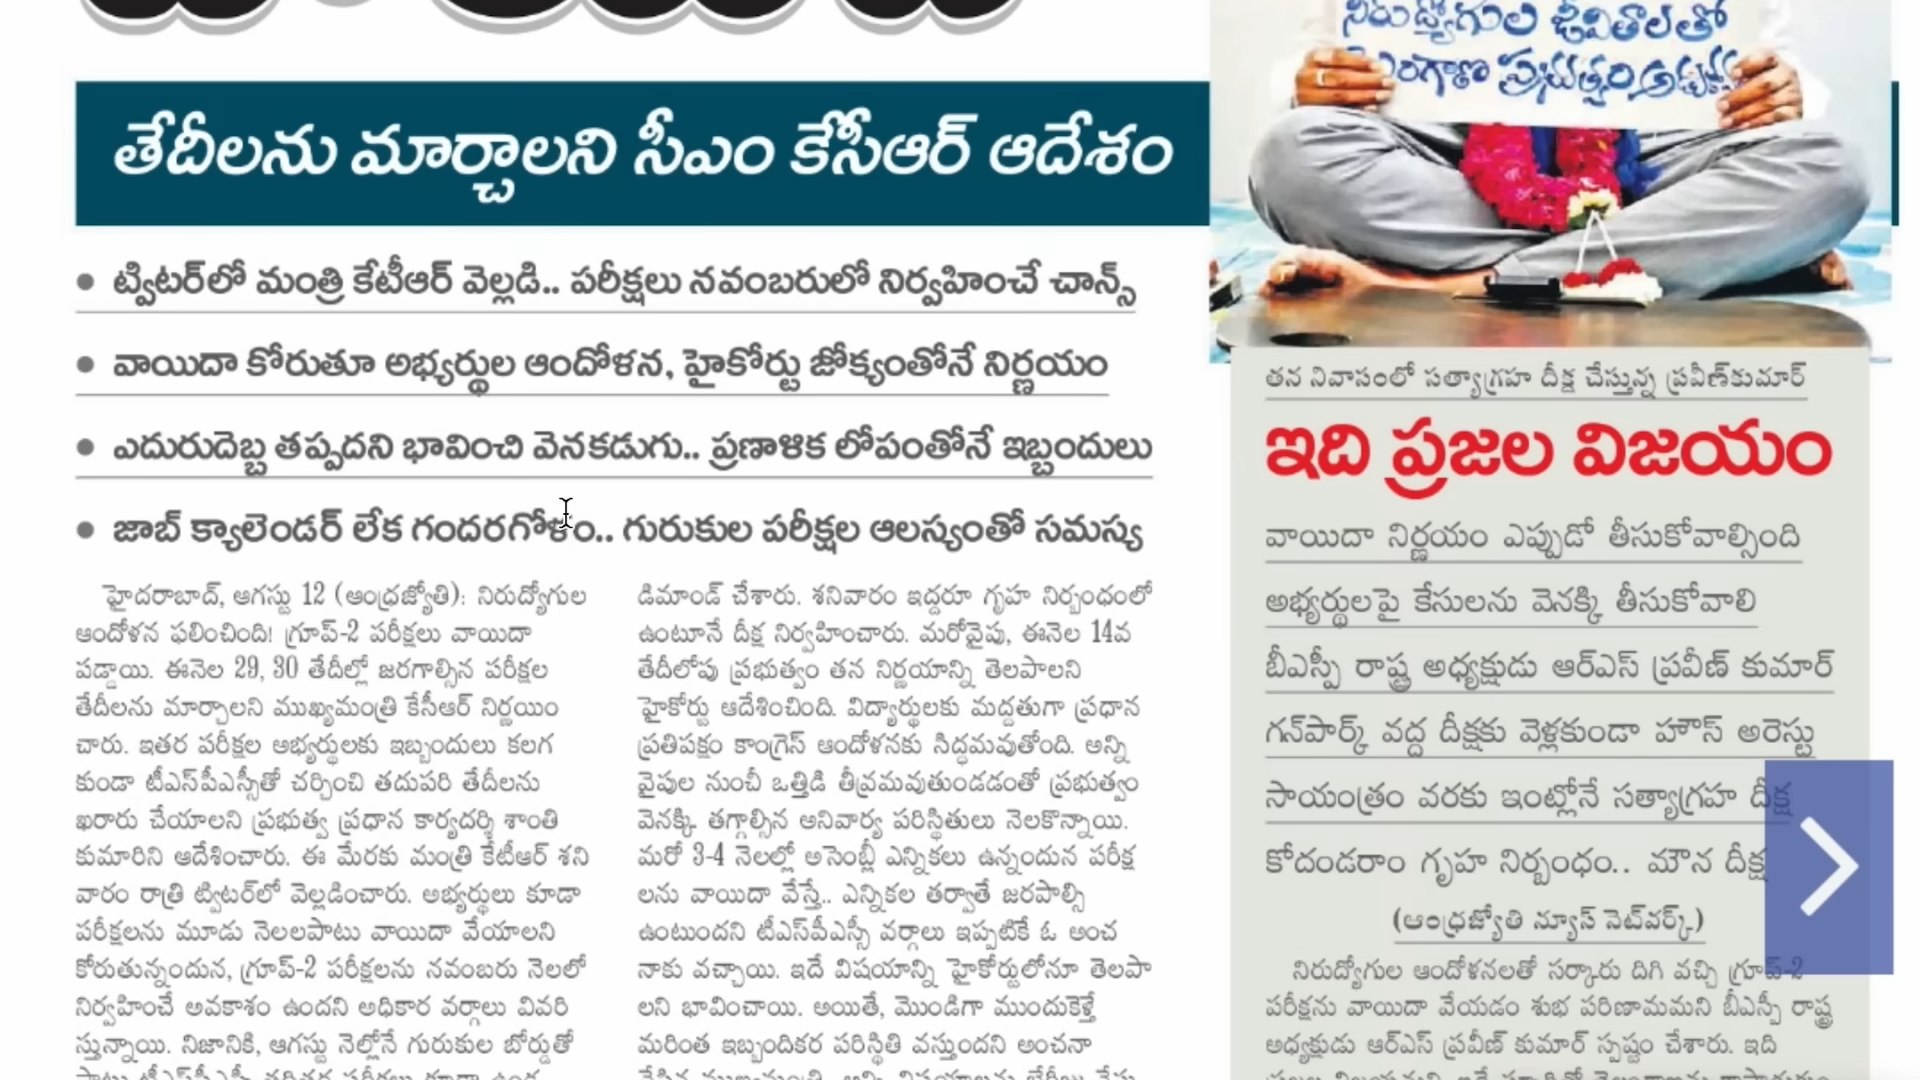 నిరుద్యోగుల జీవితాలతో
తేదీలను మార్చాలని సీఎం కేసీఆర్ ఆదేశం
● ట్విటర్‌లో మంత్రి కేటీఆర్ వెల్లడి.. పరీక్షలు నవంబరులో నిర్వహించే చాన్స్
● వాయిదా కోరుతూ అభ్యర్థుల ఆందోళన, హైకోర్టు జోక్యంతోనే నిర్ణయం
● ఎదురుదెబ్బ తప్పదని భావించి వెనకడుగు.. ప్రణాళిక లోపంతోనే ఇబ్బందులు
● జాబ్ క్యాలెండర్ లేక గందరగోళం.. గురుకుల పరీక్షల ఆలస్యంతో సమస్య
హైదరాబాద్, ఆగస్టు 12 (ఆంధ్రజ్యోతి): నిరుద్యోగుల
ఆందోళన ఫలించింది! గ్రూప్-2 పరీక్షలు వాయిదా
పడ్డాయి. ఈనెల 29, 30 తేదీల్లో జరగాల్సిన పరీక్షల
తేదీలను మార్చాలని ముఖ్యమంత్రి కేసీఆర్ నిర్ణయిం
చారు. ఇతర పరీక్షల అభ్యర్థులకు ఇబ్బందులు కలగ
కుండా టీఎస్‌పీఎస్సీతో చర్చించి తదుపరి తేదీలను
ఖరారు చేయాలని ప్రభుత్వ ప్రధాన కార్యదర్శి శాంతి
కుమారిని ఆదేశించారు. ఈ మేరకు మంత్రి కేటీఆర్ శని
వారం రాత్రి ట్విటర్‌లో వెల్లడించారు. అభ్యర్థులు కూడా
పరీక్షలను మూడు నెలలపాటు వాయిదా వేయాలని
కోరుతున్నందున, గ్రూప్-2 పరీక్షలను నవంబరు నెలలో
నిర్వహించే అవకాశం ఉందని అధికార వర్గాలు వివరి
స్తున్నాయి. నిజానికి, ఆగస్టు నెల్లోనే గురుకుల బోర్డుతో
డిమాండ్ చేశారు. శనివారం ఇద్దరూ గృహ నిర్బంధంలో
ఉంటూనే దీక్ష నిర్వహించారు. మరోవైపు, ఈనెల 14వ
తేదీలోపు ప్రభుత్వం తన నిర్ణయాన్ని తెలపాలని
హైకోర్టు ఆదేశించింది. విద్యార్థులకు మద్దతుగా ప్రధాన
ప్రతిపక్షం కాంగ్రెస్ ఆందోళనకు సిద్ధమవుతోంది. అన్ని
వైపుల నుంచీ ఒత్తిడి తీవ్రమవుతుండడంతో ప్రభుత్వం
వెనక్కి తగ్గాల్సిన అనివార్య పరిస్థితులు నెలకొన్నాయి.
మరో 3-4 నెలల్లో అసెంబ్లీ ఎన్నికలు ఉన్నందున పరీక్ష
లను వాయిదా వేస్తే.. ఎన్నికల తర్వాతే జరపాల్సి
ఉంటుందని టీఎస్‌పీఎస్సీ వర్గాలు ఇప్పటికే ఓ అంచ
నాకు వచ్చాయి. ఇదే విషయాన్ని హైకోర్టులోనూ తెలపా
లని భావించాయి. అయితే, మొండిగా ముందుకెళ్తే
మరింత ఇబ్బందికర పరిస్థితి వస్తుందని అంచనా
తన నివాసంలో సత్యాగ్రహ దీక్ష చేస్తున్న ప్రవీణ్‌కుమార్
ఇది ప్రజల విజయం
వాయిదా నిర్ణయం ఎప్పుడో తీసుకోవాల్సింది
అభ్యర్థులపై కేసులను వెనక్కి తీసుకోవాలి
బీఎస్పీ రాష్ట్ర అధ్యక్షుడు ఆర్ఎస్ ప్రవీణ్ కుమార్
గన్‌పార్క్ వద్ద దీక్షకు వెళ్లకుండా హౌస్ అరెస్టు
సాయంత్రం వరకు ఇంట్లోనే సత్యాగ్రహ దీక్ష
కోదండరాం గృహ నిర్బంధం.. మౌన దీక్ష
(ఆంధ్రజ్యోతి న్యూస్ నెట్‌వర్క్)
నిరుద్యోగుల ఆందోళనలతో సర్కారు దిగి వచ్చి గ్రూప్-2
పరీక్షను వాయిదా వేయడం శుభ పరిణామమని బీఎస్పీ రాష్ట్ర
అధ్యక్షుడు ఆర్ఎస్ ప్రవీణ్ కుమార్ స్పష్టం చేశారు. ఇది